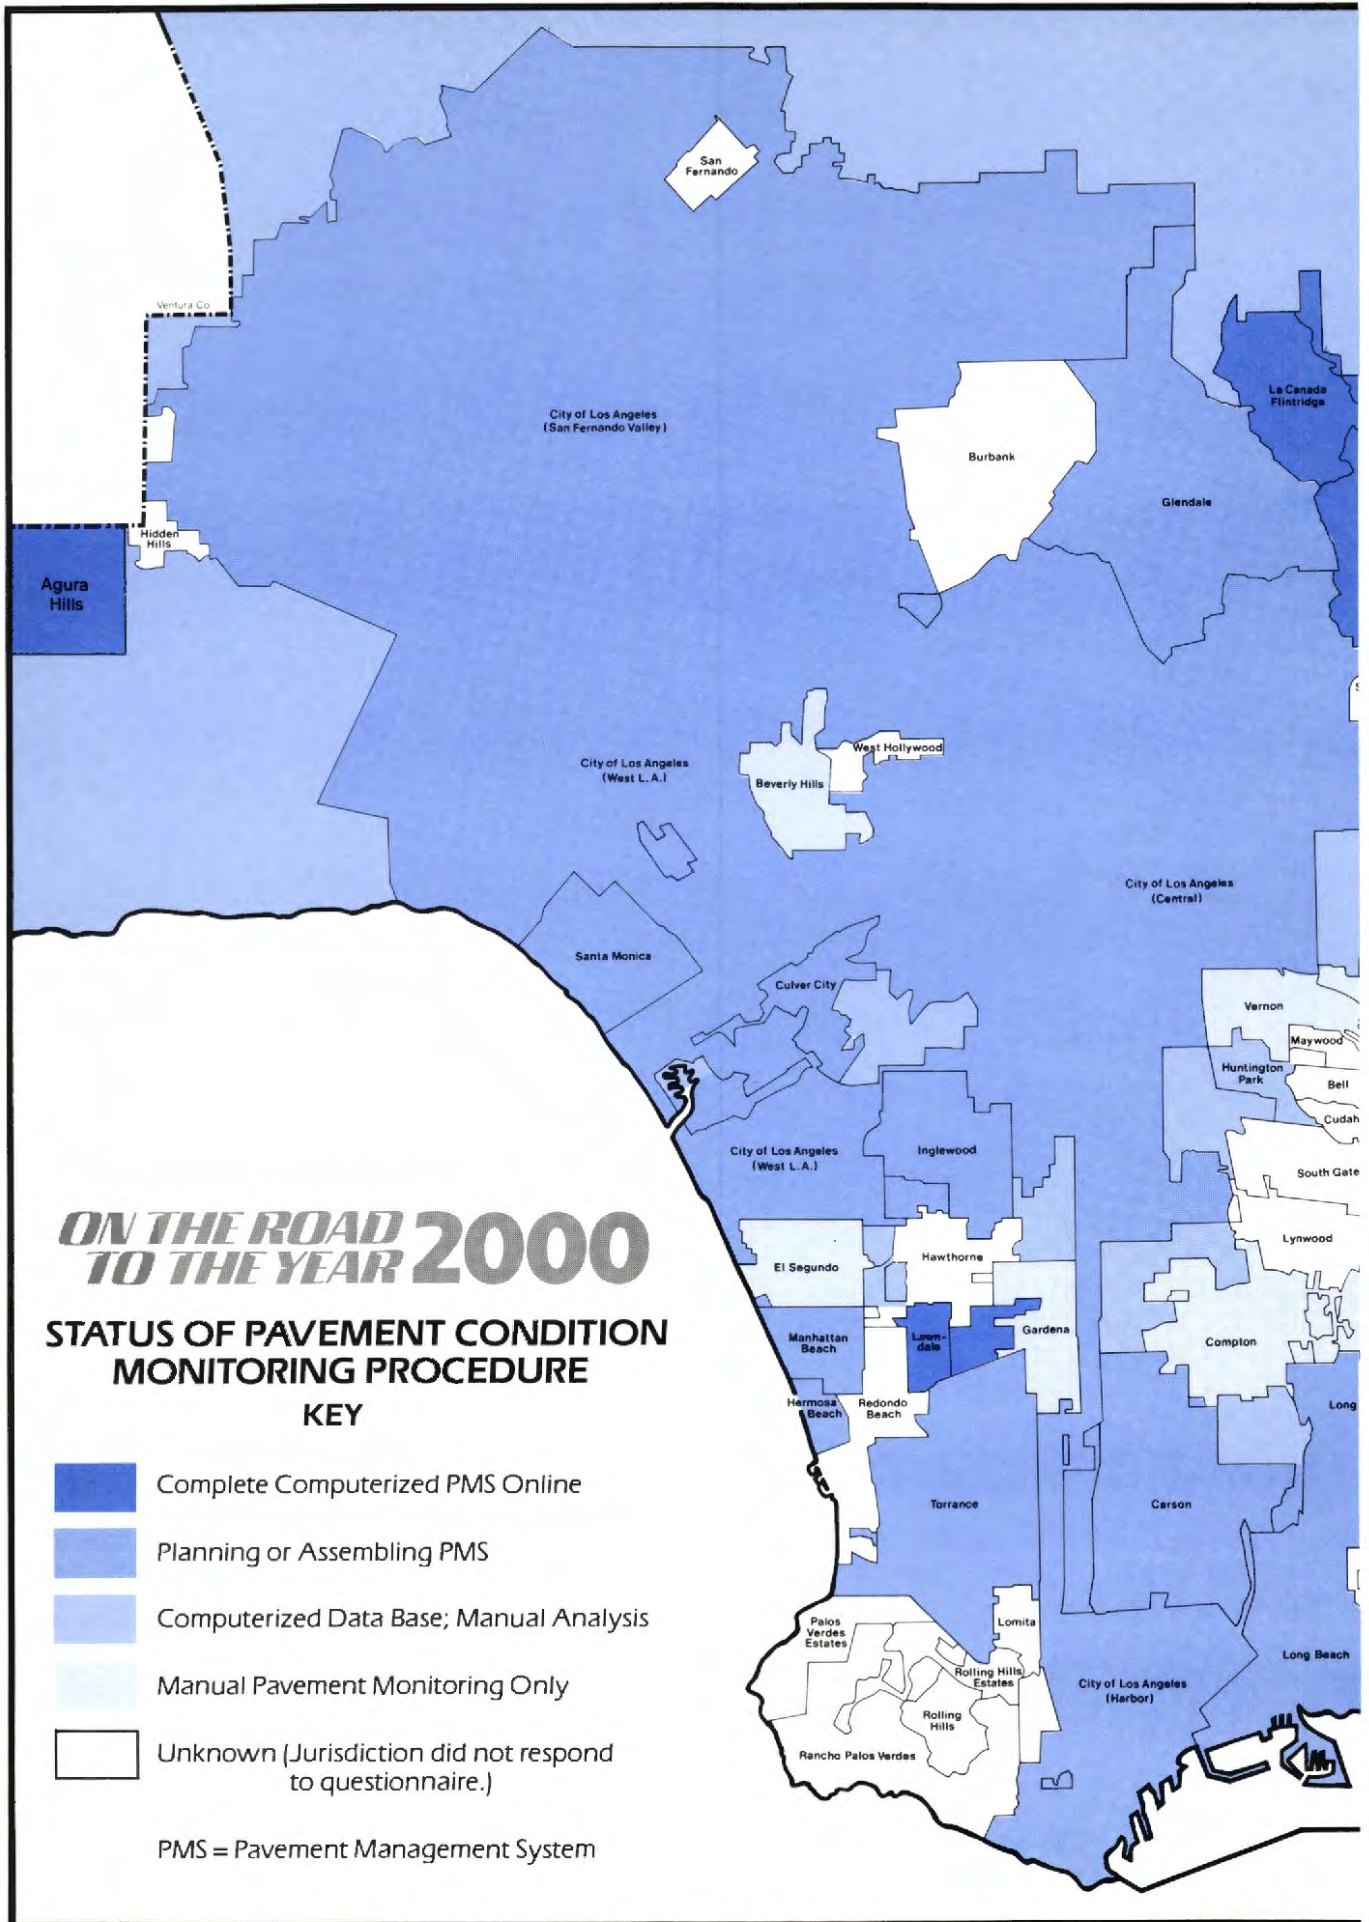 San
Fernando
Ventura Co
La Canada
Flintridge
City of Los Angeles
(San Fernando Valley)
Burbank
Glendale
Hidden
Hills
Agura
Hills
West Hollywood
City of Los Angeles
(West L.A.)
Beverly Hills
City of Los Angeles
(Central)
Santa Monica
Culver City
Vernon
Maywood
Huntington
Park
Bell
Cudah
City of Los Angeles
(West L.A.)
Inglewood
South Gate
Lynwood
Hawthorne
El Segundo
Manhattan
Beach
Lawn-
dale
Gardena
Compton
Hermosa
Beach
Redondo
Beach
Long
Torrance
Carson
Palos
Verdes
Estates
Lomita
Rolling Hills
Estates
Long Beach
City of Los Angeles
(Harbor)
Rolling
Hills
Rancho Palos Verdes
ON THE ROAD
TO THE YEAR 2000
STATUS OF PAVEMENT CONDITION
MONITORING PROCEDURE
KEY
Complete Computerized PMS Online
Planning or Assembling PMS
Computerized Data Base; Manual Analysis
Manual Pavement Monitoring Only
Unknown (Jurisdiction did not respond
to questionnaire.)
PMS = Pavement Management System